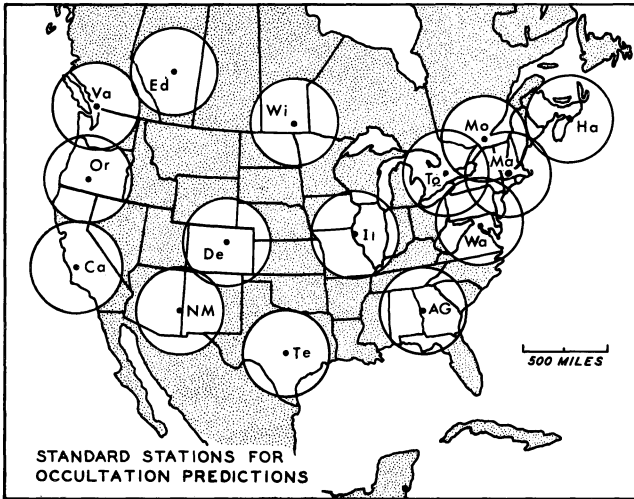 Ed
Va
Wi
Mo
Ha
Or
To
Ma
De
Il
Wa
Ca
NM
AG
Te
500 MILES
STANDARD STATIONS FOR
OCCULTATION PREDICTIONS